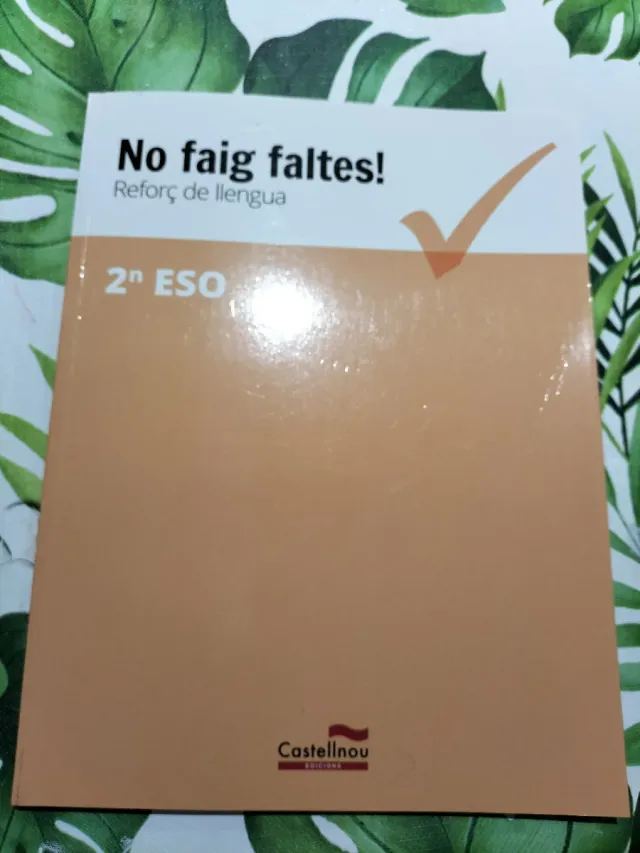 No faig faltes!
Reforç de llengua
2ⁿ ESO
Castellnou
EDICIONS